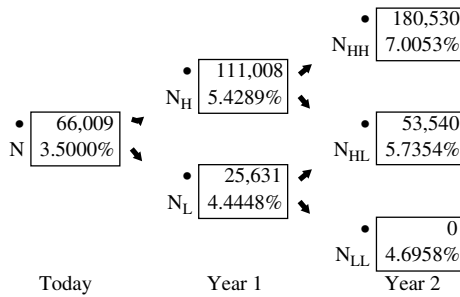 180,530
N_HH 7.0053%
111,008
N_H 5.4289%
66,009
N 3.5000%
53,540
N_HL 5.7354%
25,631
N_L 4.4448%
0
N_LL 4.6958%
Today Year 1 Year 2